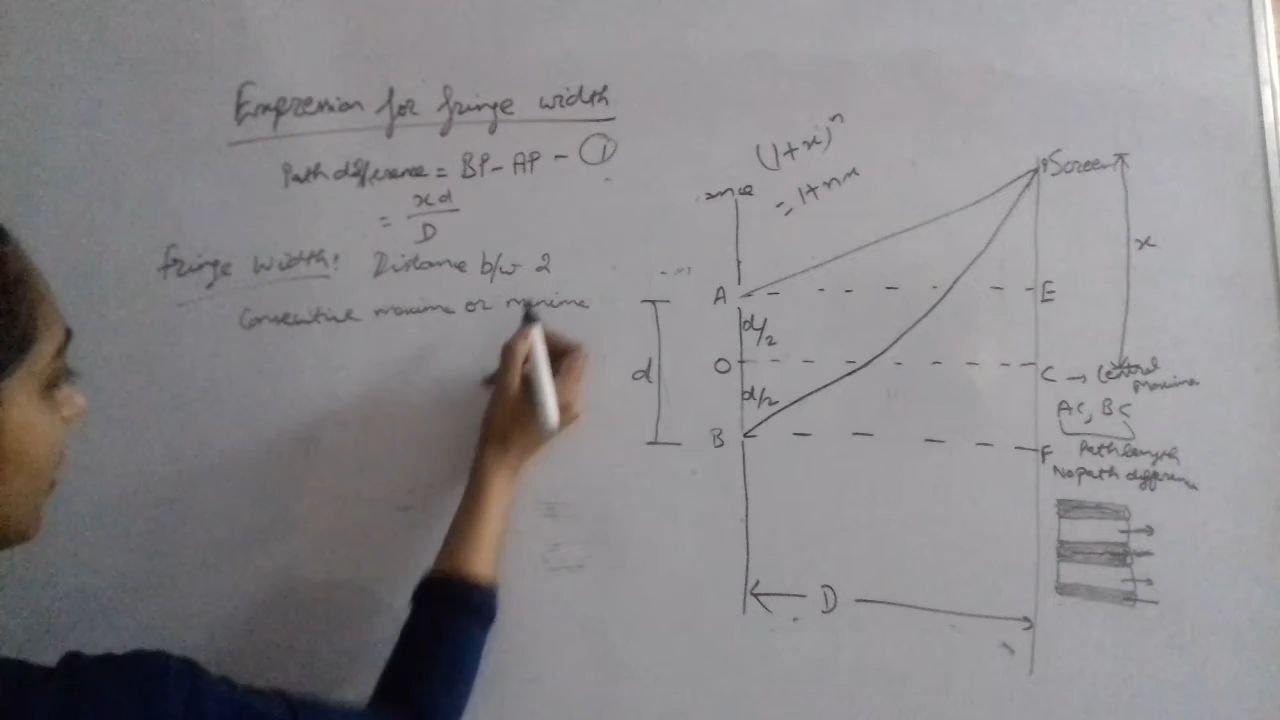 Expression for fringe width
Path difference = BP - AP - ①
= xd/D
Fringe width: Distance b/w 2
Consecutive maxima or minima
(1+x)ⁿ
= 1+nx
P Screen
x
A
E
d/2
O
C → Central
Maxima
d
d/2
AC, BC
B
F
Path length
No path difference
D